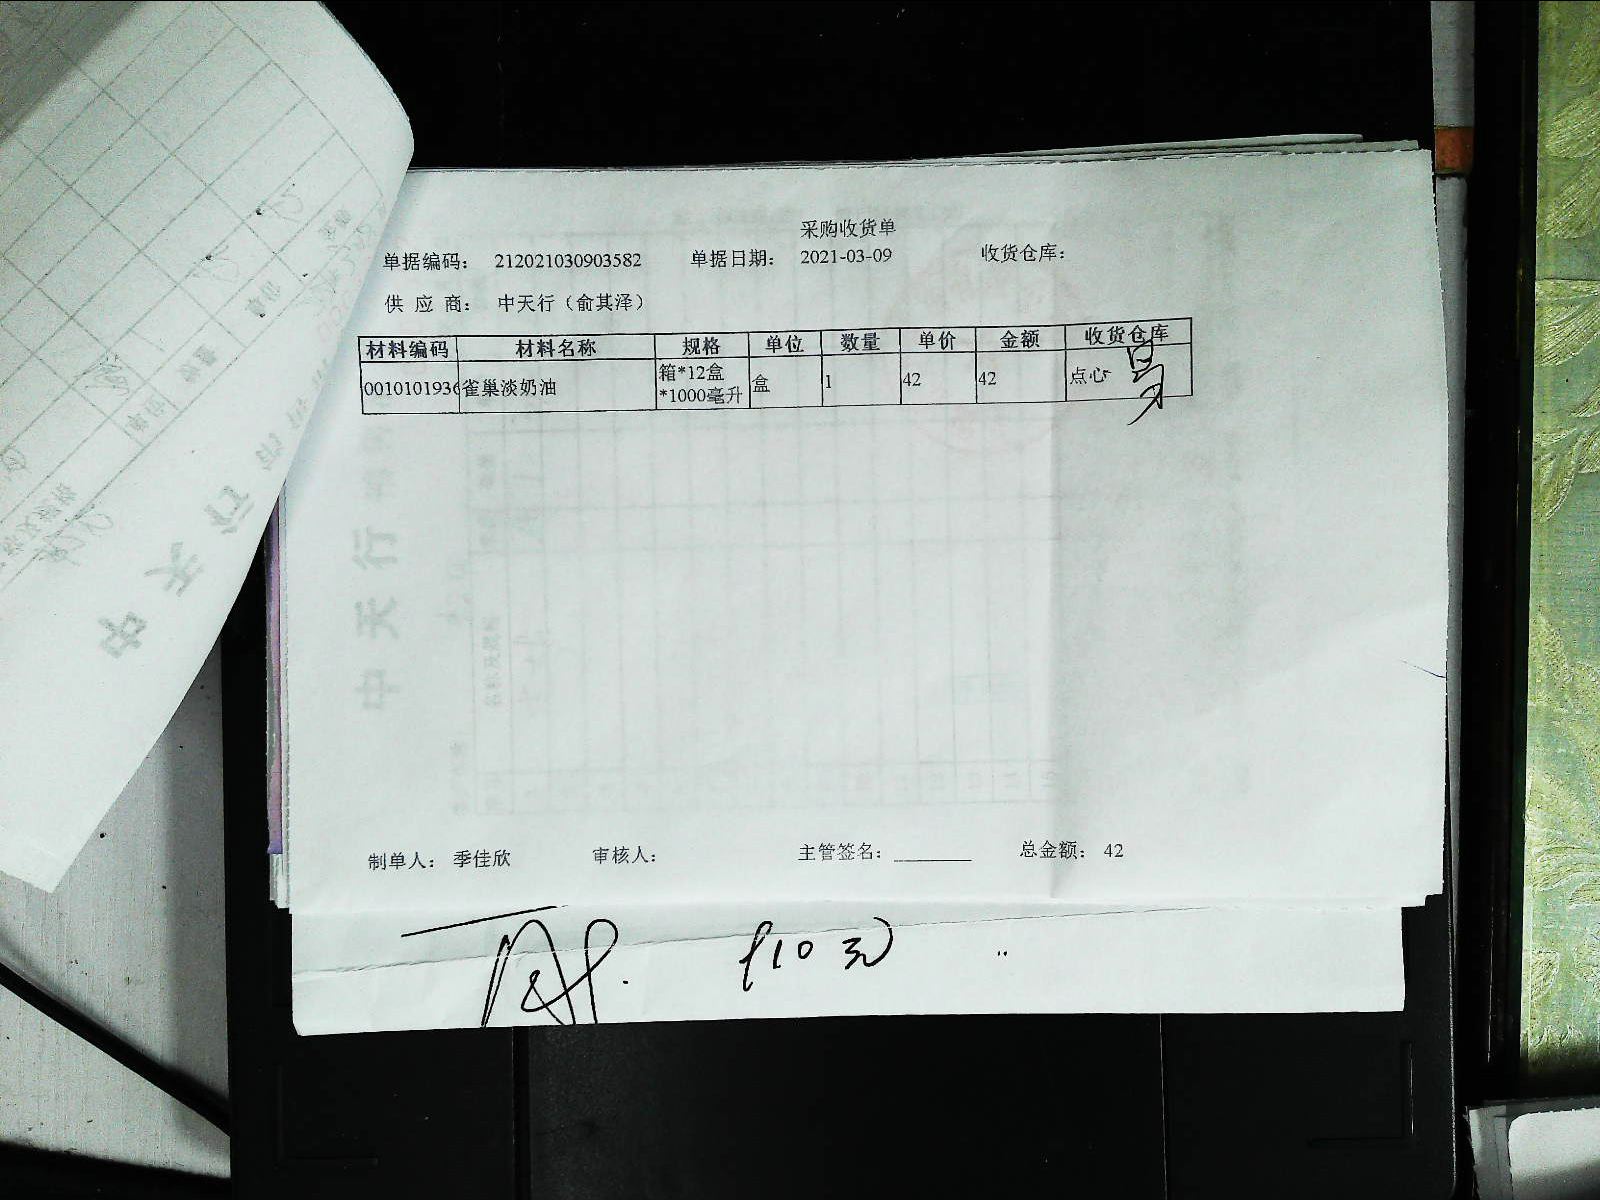 采购收货单
单据编码： 212021030903582 单据日期： 2021-03-09 收货仓库：
供 应 商： 中天行（俞其泽）
材料编码 材料名称 规格 单位 数量 单价 金额 收货仓库
0010101936 雀巢淡奶油 箱*12盒*1000毫升 盒 1 42 42 点心
制单人： 季佳欣 审核人： 主管签名： ________ 总金额： 42
中天行